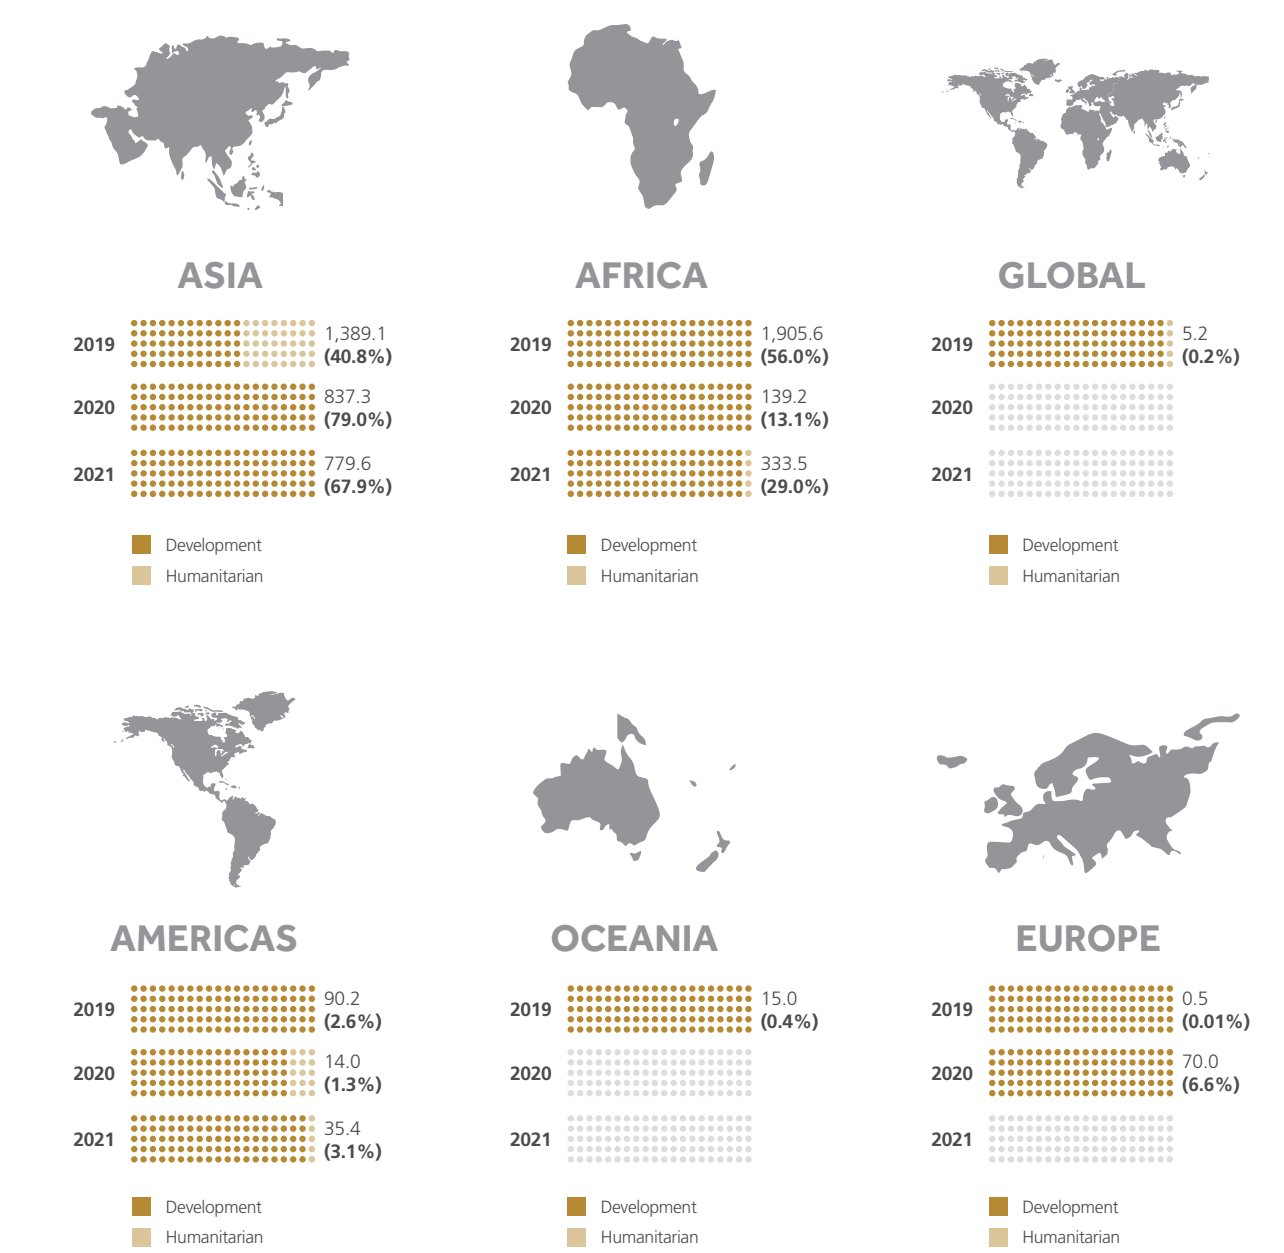 ASIA
2019
1,389.1
(40.8%)
2020
837.3
(79.0%)
2021
779.6
(67.9%)
Development
Humanitarian
AFRICA
2019
1,905.6
(56.0%)
2020
139.2
(13.1%)
2021
333.5
(29.0%)
Development
Humanitarian
GLOBAL
2019
5.2
(0.2%)
2020
2021
Development
Humanitarian
AMERICAS
2019
90.2
(2.6%)
2020
14.0
(1.3%)
2021
35.4
(3.1%)
Development
Humanitarian
OCEANIA
2019
15.0
(0.4%)
2020
2021
Development
Humanitarian
EUROPE
2019
0.5
(0.01%)
2020
70.0
(6.6%)
2021
Development
Humanitarian